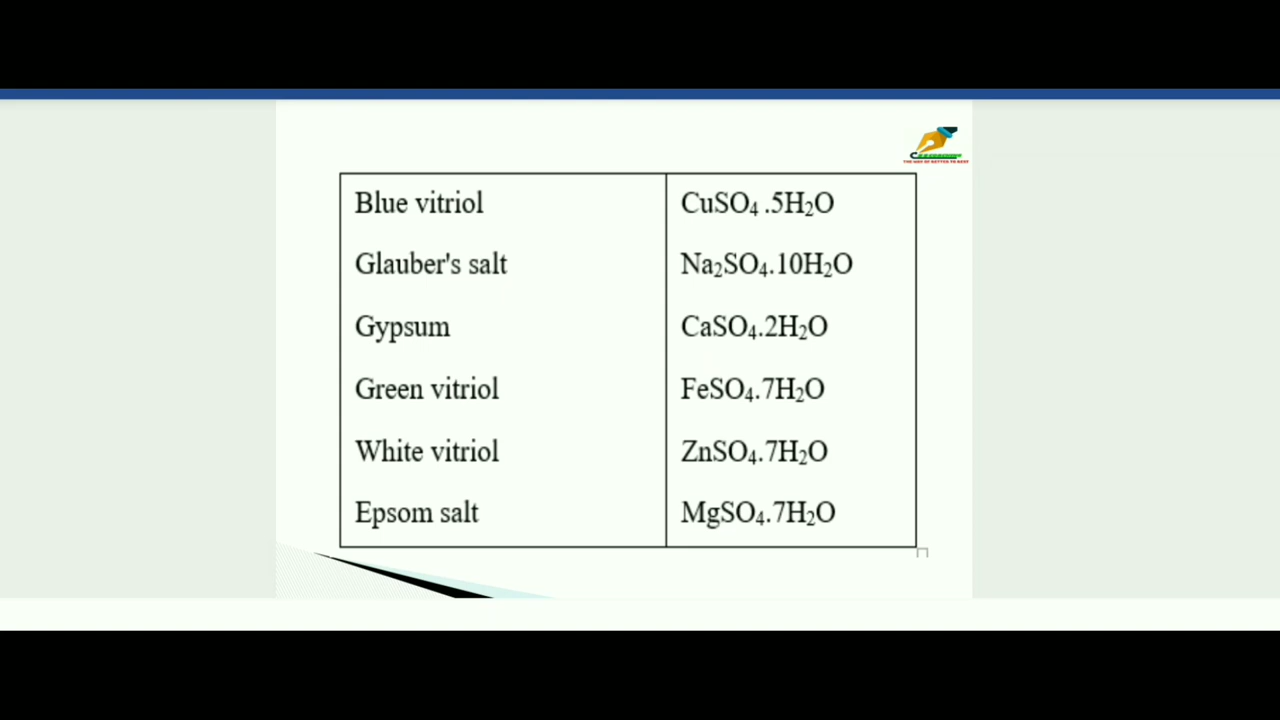 Blue vitriol CuSO₄ .5H₂O
Glauber's salt Na₂SO₄.10H₂O
Gypsum CaSO₄.2H₂O
Green vitriol FeSO₄.7H₂O
White vitriol ZnSO₄.7H₂O
Epsom salt MgSO₄.7H₂O